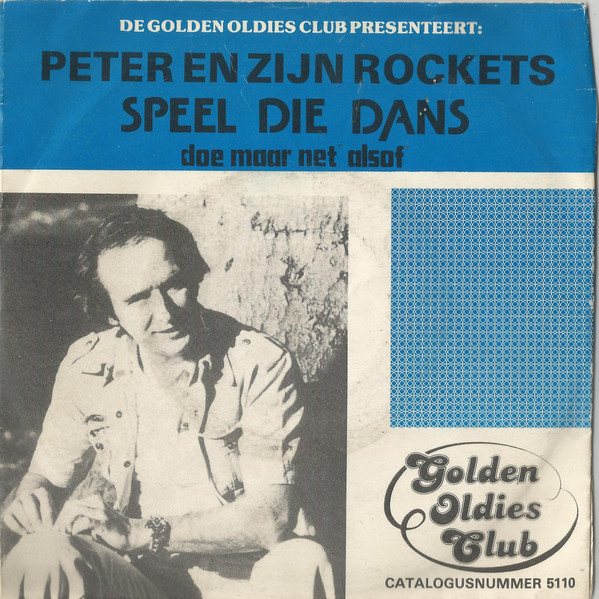 DE GOLDEN OLDIES CLUB PRESENTEERT:
PETER EN ZIJN ROCKETS
SPEEL DIE DANS
doe maar net alsof
Golden
Oldies
Club
CATALOGUSNUMMER 5110